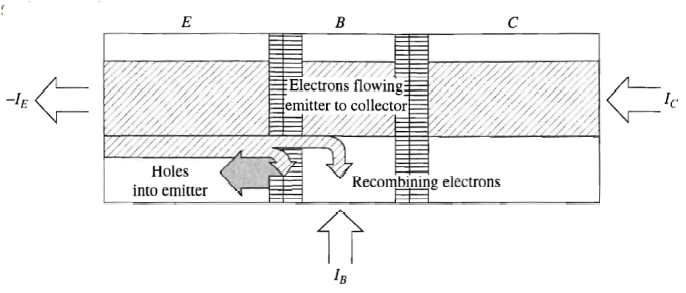 E B C
Electrons flowing
emitter to collector
–I_E
I_C
Holes
into emitter
Recombining electrons
I_B